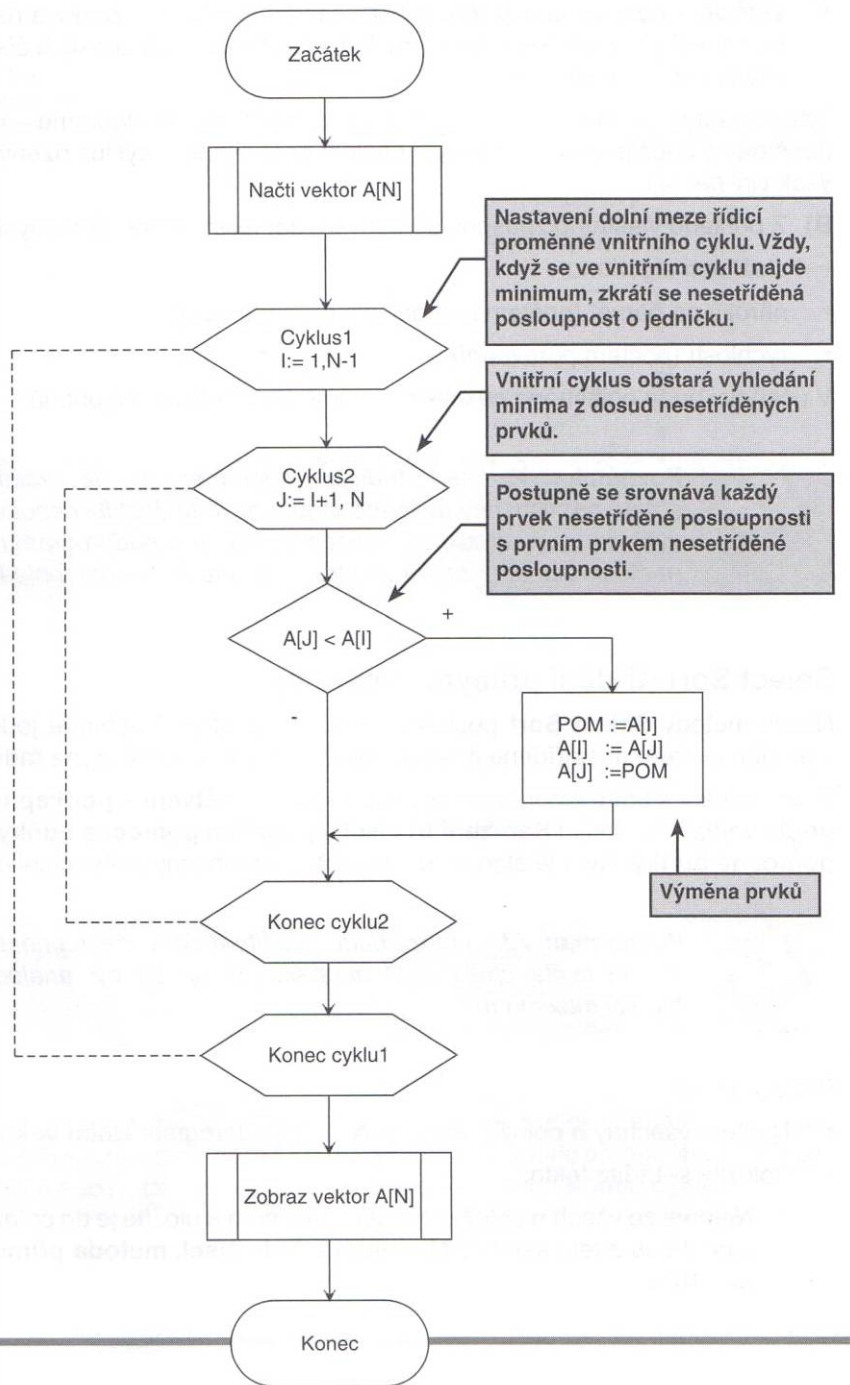 Začátek
Načti vektor A[N]
Nastavení dolní meze řídicí
proměnné vnitřního cyklu. Vždy,
když se ve vnitřním cyklu najde
minimum, zkrátí se nesetříděná
posloupnost o jedničku.
Cyklus1
I:= 1,N-1
Vnitřní cyklus obstará vyhledání
minima z dosud nesetříděných
prvků.
Cyklus2
J:= I+1, N
Postupně se srovnává každý
prvek nesetříděné posloupnosti
s prvním prvkem nesetříděné
posloupnosti.
A[J] < A[I]
+
-
POM :=A[I]
A[I] := A[J]
A[J] :=POM
Výměna prvků
Konec cyklu2
Konec cyklu1
Zobraz vektor A[N]
Konec